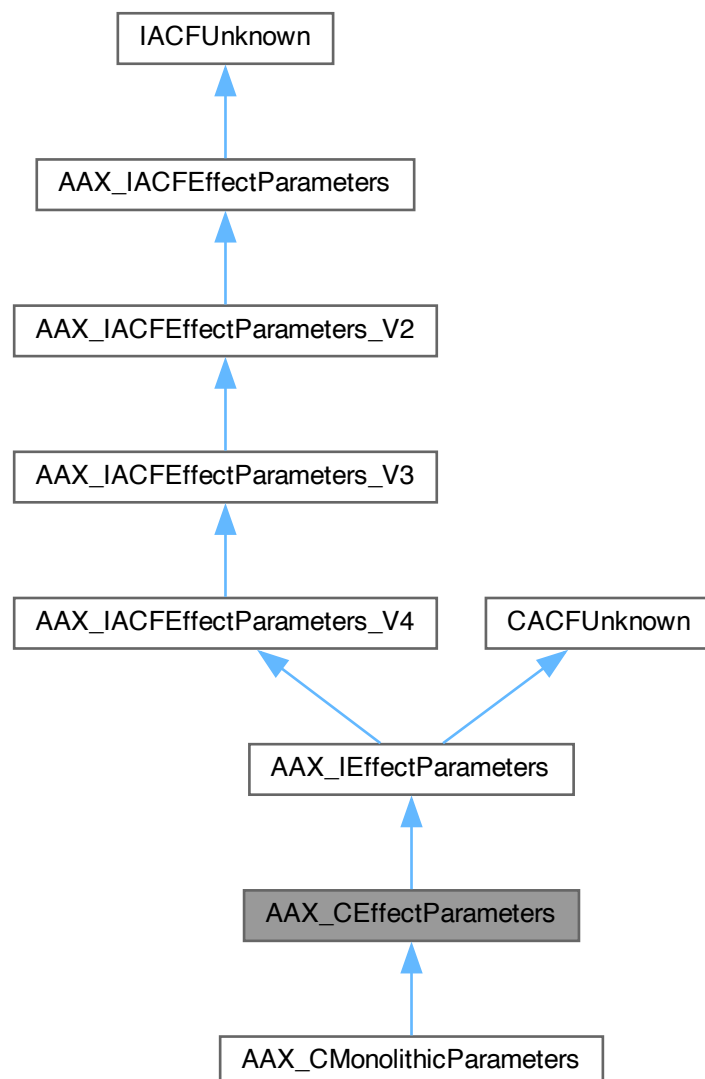 IACFUnknown
AAX_IACFEffectParameters
AAX_IACFEffectParameters_V2
AAX_IACFEffectParameters_V3
AAX_IACFEffectParameters_V4
CACFUnknown
AAX_IEffectParameters
AAX_CEffectParameters
AAX_CMonolithicParameters